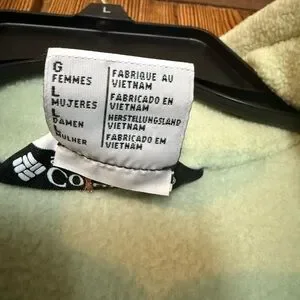 L
G
FEMMES
FABRIQUE AU
VIETNAM
L
MUJERES
FABRICADO EN
VIETNAM
L
DAMEN
HERSTELLUNGSLAND
VIETNAM
MULHER
FABRICADO EM
VIETNAM